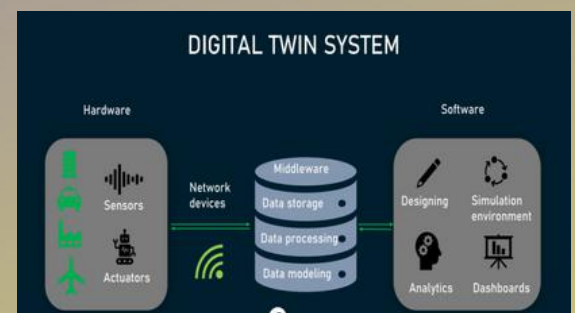 DIGITAL TWIN SYSTEM
Hardware
Software
Sensors
Actuators
Network
devices
Middleware
Data storage
Data processing
Data modeling
Designing
Simulation
environment
Analytics
Dashboards